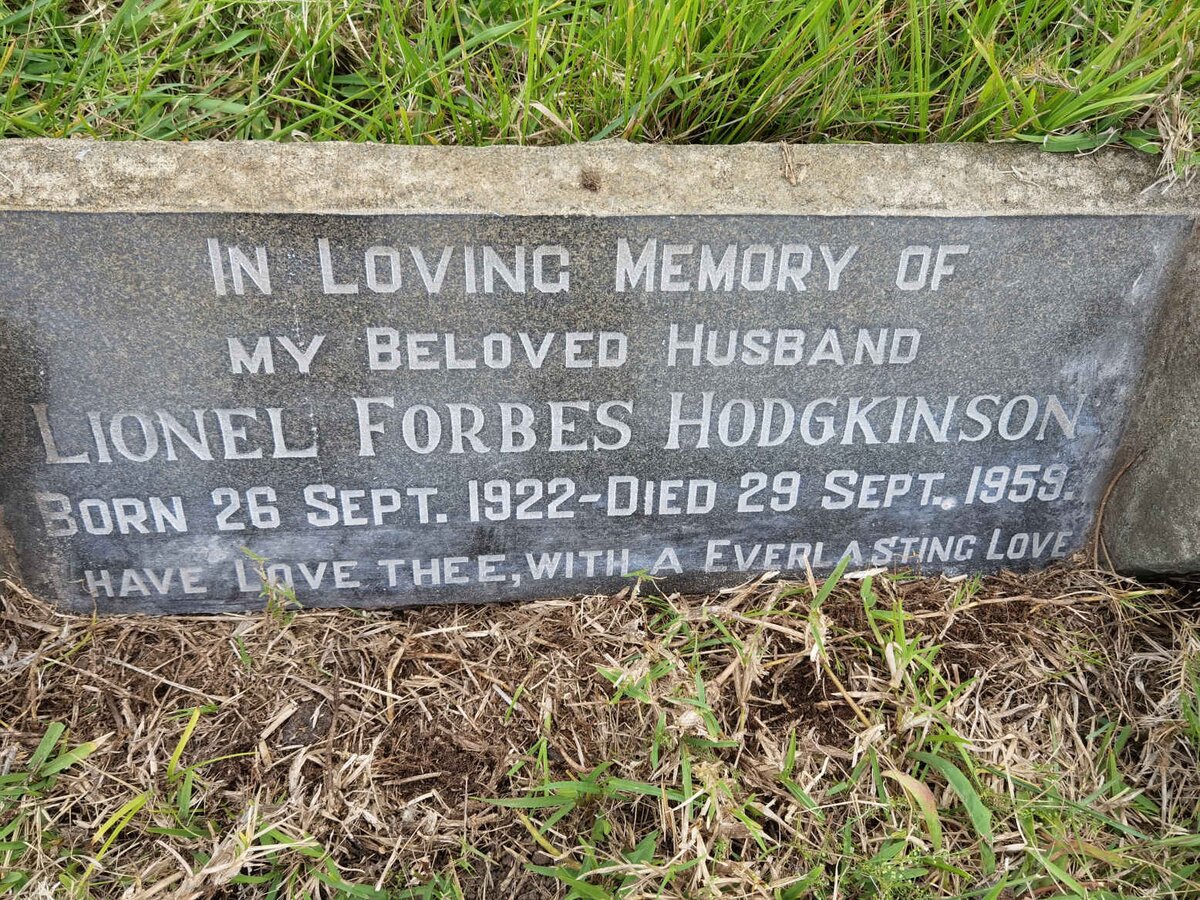 IN LOVING MEMORY OF
MY BELOVED HUSBAND
LIONEL FORBES HODGKINSON
BORN 26 SEPT. 1922-DIED 29 SEPT. 1959.
HAVE LOVE THEE, WITH A EVERLASTING LOVE